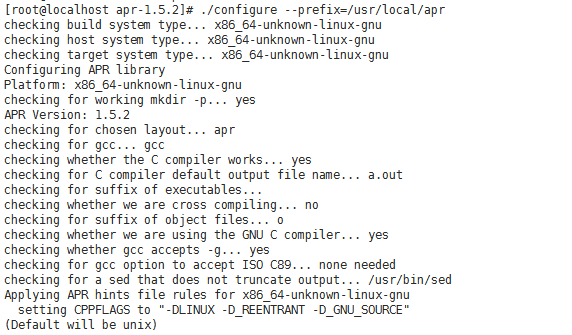 [root@localhost apr-1.5.2]# ./configure --prefix=/usr/local/apr
checking build system type... x86_64-unknown-linux-gnu
checking host system type... x86_64-unknown-linux-gnu
checking target system type... x86_64-unknown-linux-gnu
Configuring APR library
Platform: x86_64-unknown-linux-gnu
checking for working mkdir -p... yes
APR Version: 1.5.2
checking for chosen layout... apr
checking for gcc... gcc
checking whether the C compiler works... yes
checking for C compiler default output file name... a.out
checking for suffix of executables...
checking whether we are cross compiling... no
checking for suffix of object files... o
checking whether we are using the GNU C compiler... yes
checking whether gcc accepts -g... yes
checking for gcc option to accept ISO C89... none needed
checking for a sed that does not truncate output... /usr/bin/sed
Applying APR hints file rules for x86_64-unknown-linux-gnu
  setting CPPFLAGS to "-DLINUX -D_REENTRANT -D_GNU_SOURCE"
(Default will be unix)